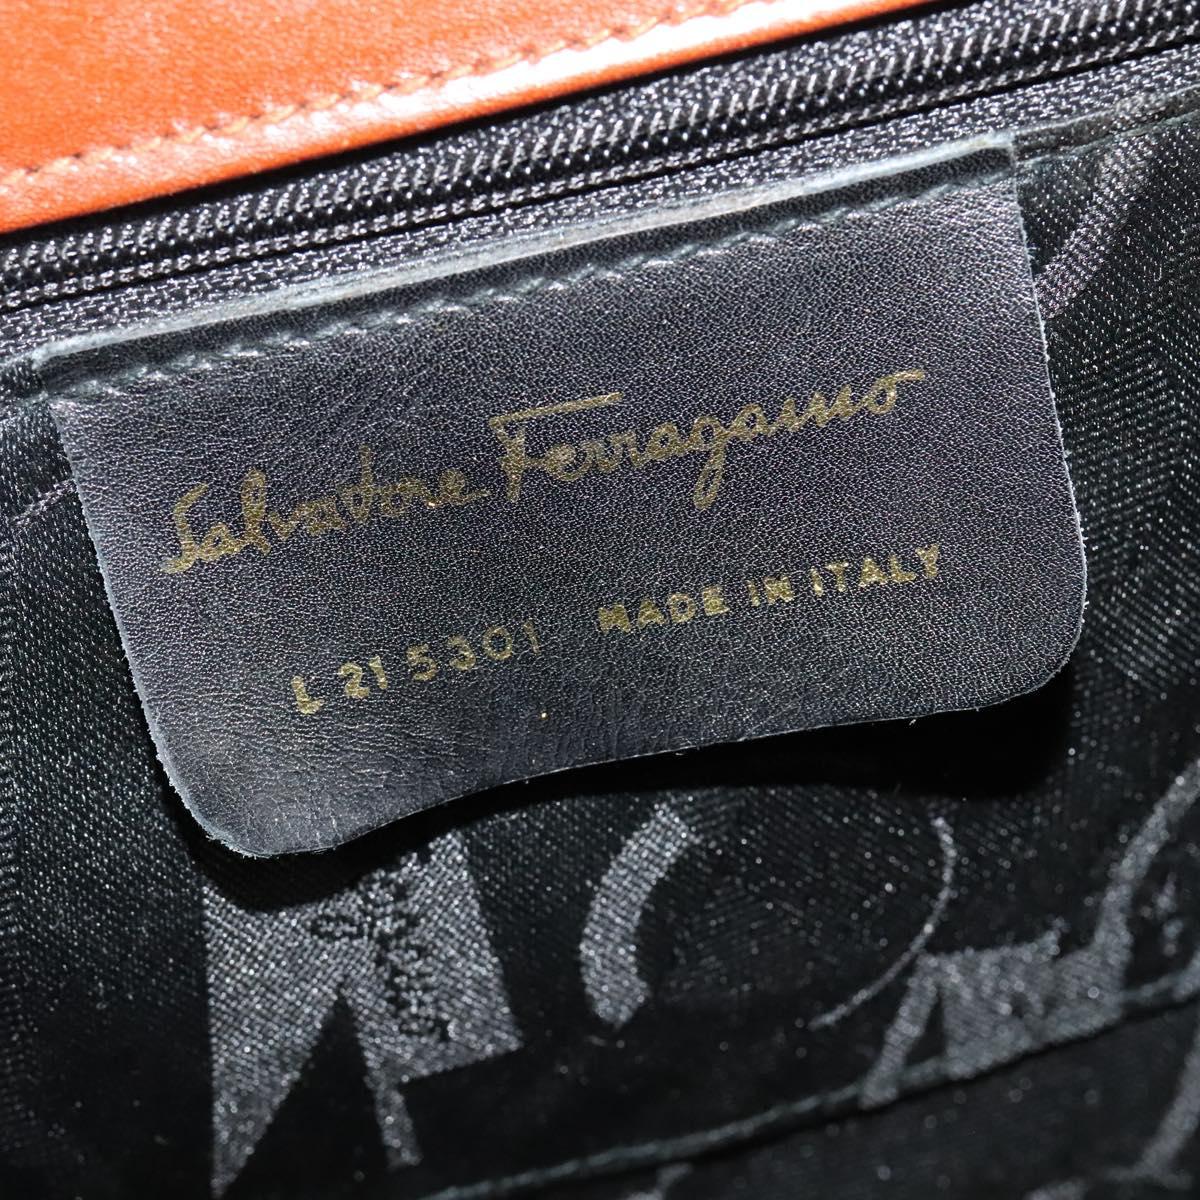 Salvatore Ferragamo
L 21 5301 MADE IN ITALY